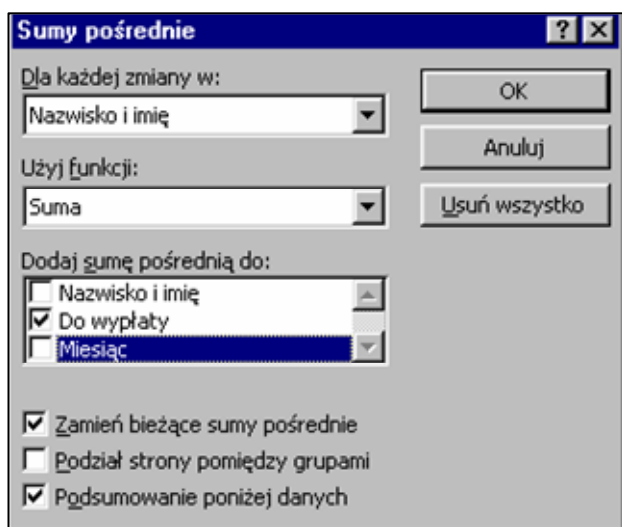 Sumy pośrednie
Dla każdej zmiany w:
Nazwisko i imię
OK
Anuluj
Użyj funkcji:
Suma
Usuń wszystko
Dodaj sumę pośrednią do:
Nazwisko i imię
Do wypłaty
Miesiąc
Zamień bieżące sumy pośrednie
Podział strony pomiędzy grupami
Podsumowanie poniżej danych